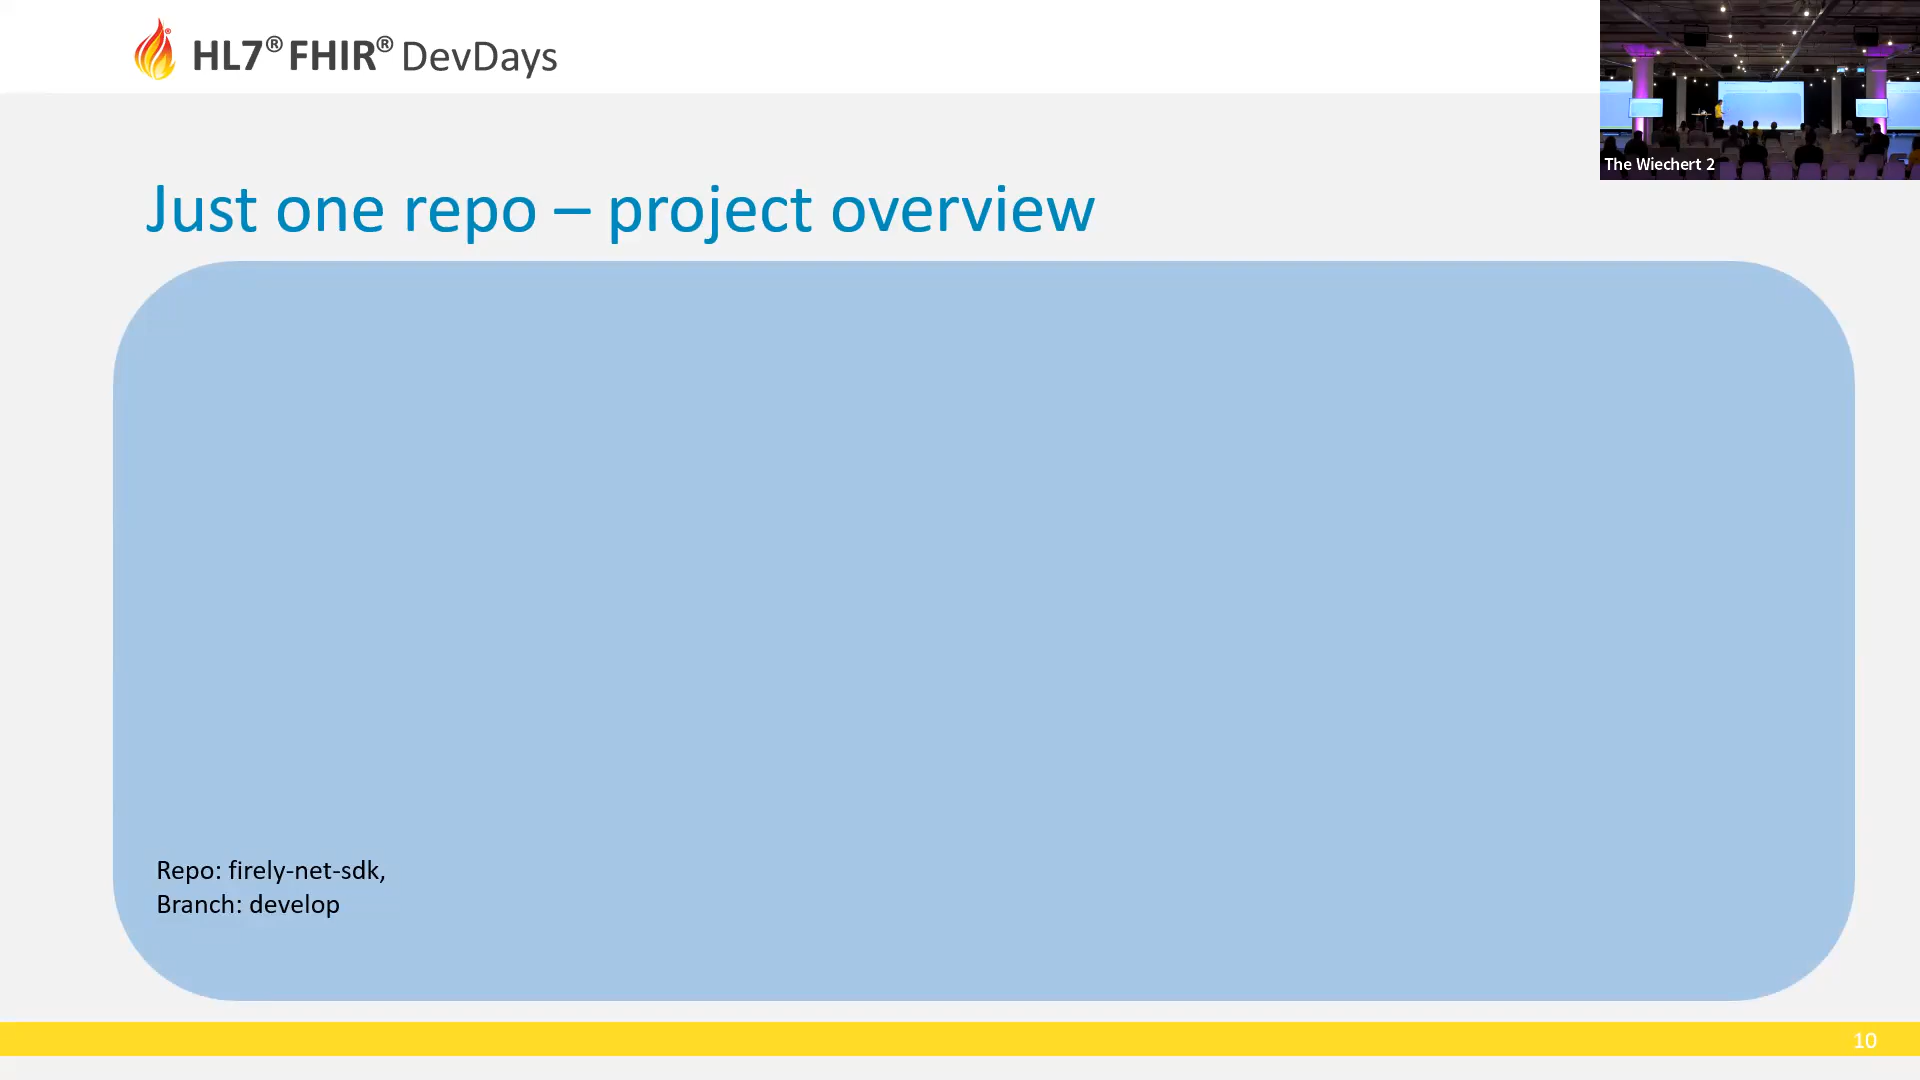 HL7® FHIR® DevDays
The Wiechert 2
Just one repo – project overview
Repo: firely-net-sdk,
Branch: develop
10